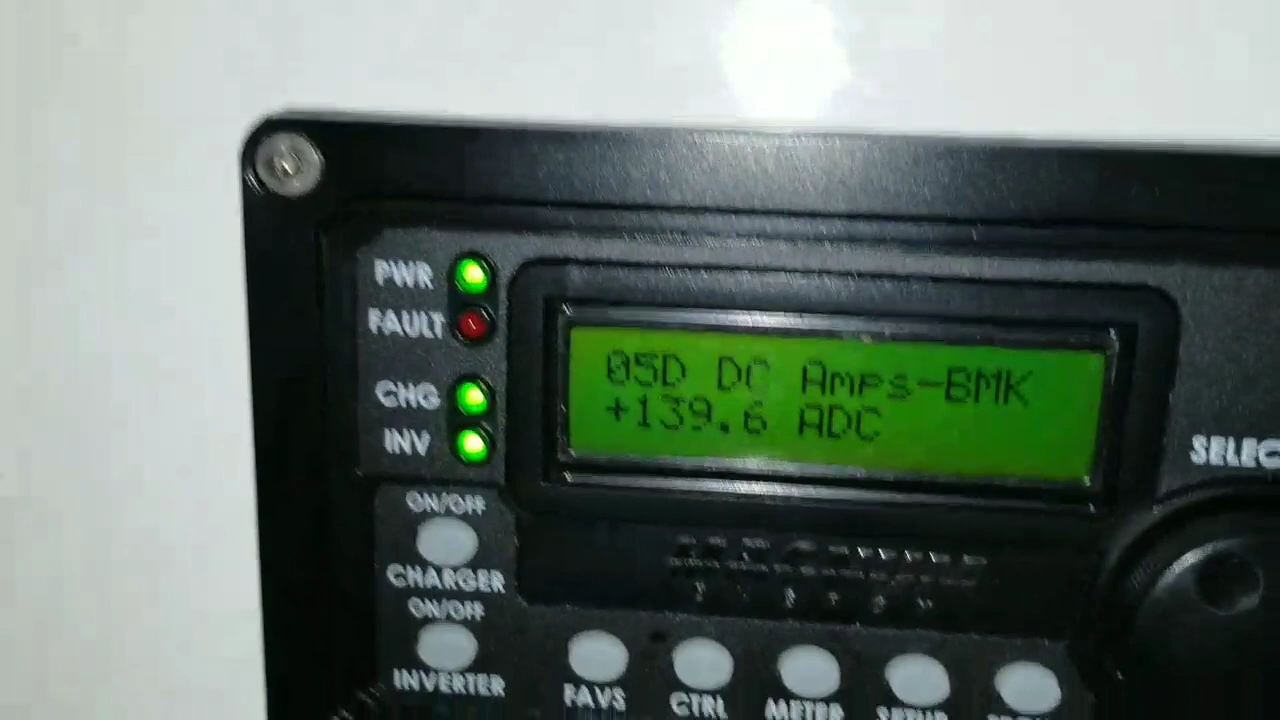 PWR
FAULT
CHG
INV
05D DC Amps-BMK
+139.6 ADC
SELEC
ON/OFF
CHARGER
ON/OFF
INVERTER
FAVS
CTRL
METER
SETUP